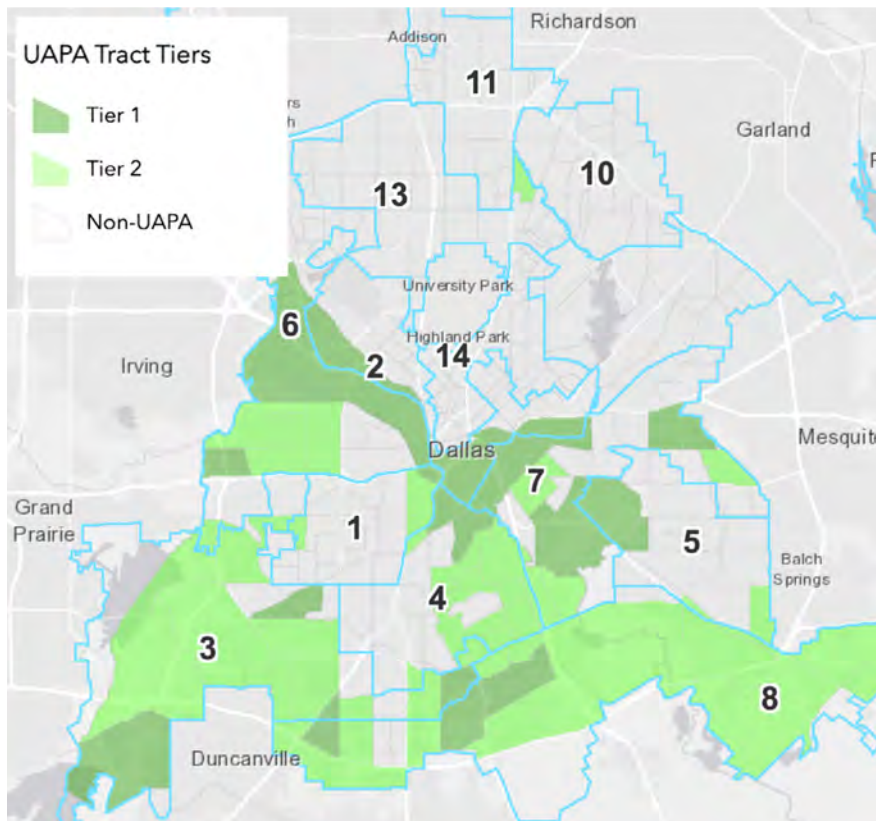 UAPA Tract Tiers
Tier 1
Tier 2
Non-UAPA
Addison
Richardson
11
rs
h
Garland
10
13
University Park
6
Highland Park
14
2
Irving
Dallas
Mesquite
7
Grand
Prairie
1
5
Balch
Springs
4
3
8
Duncanville